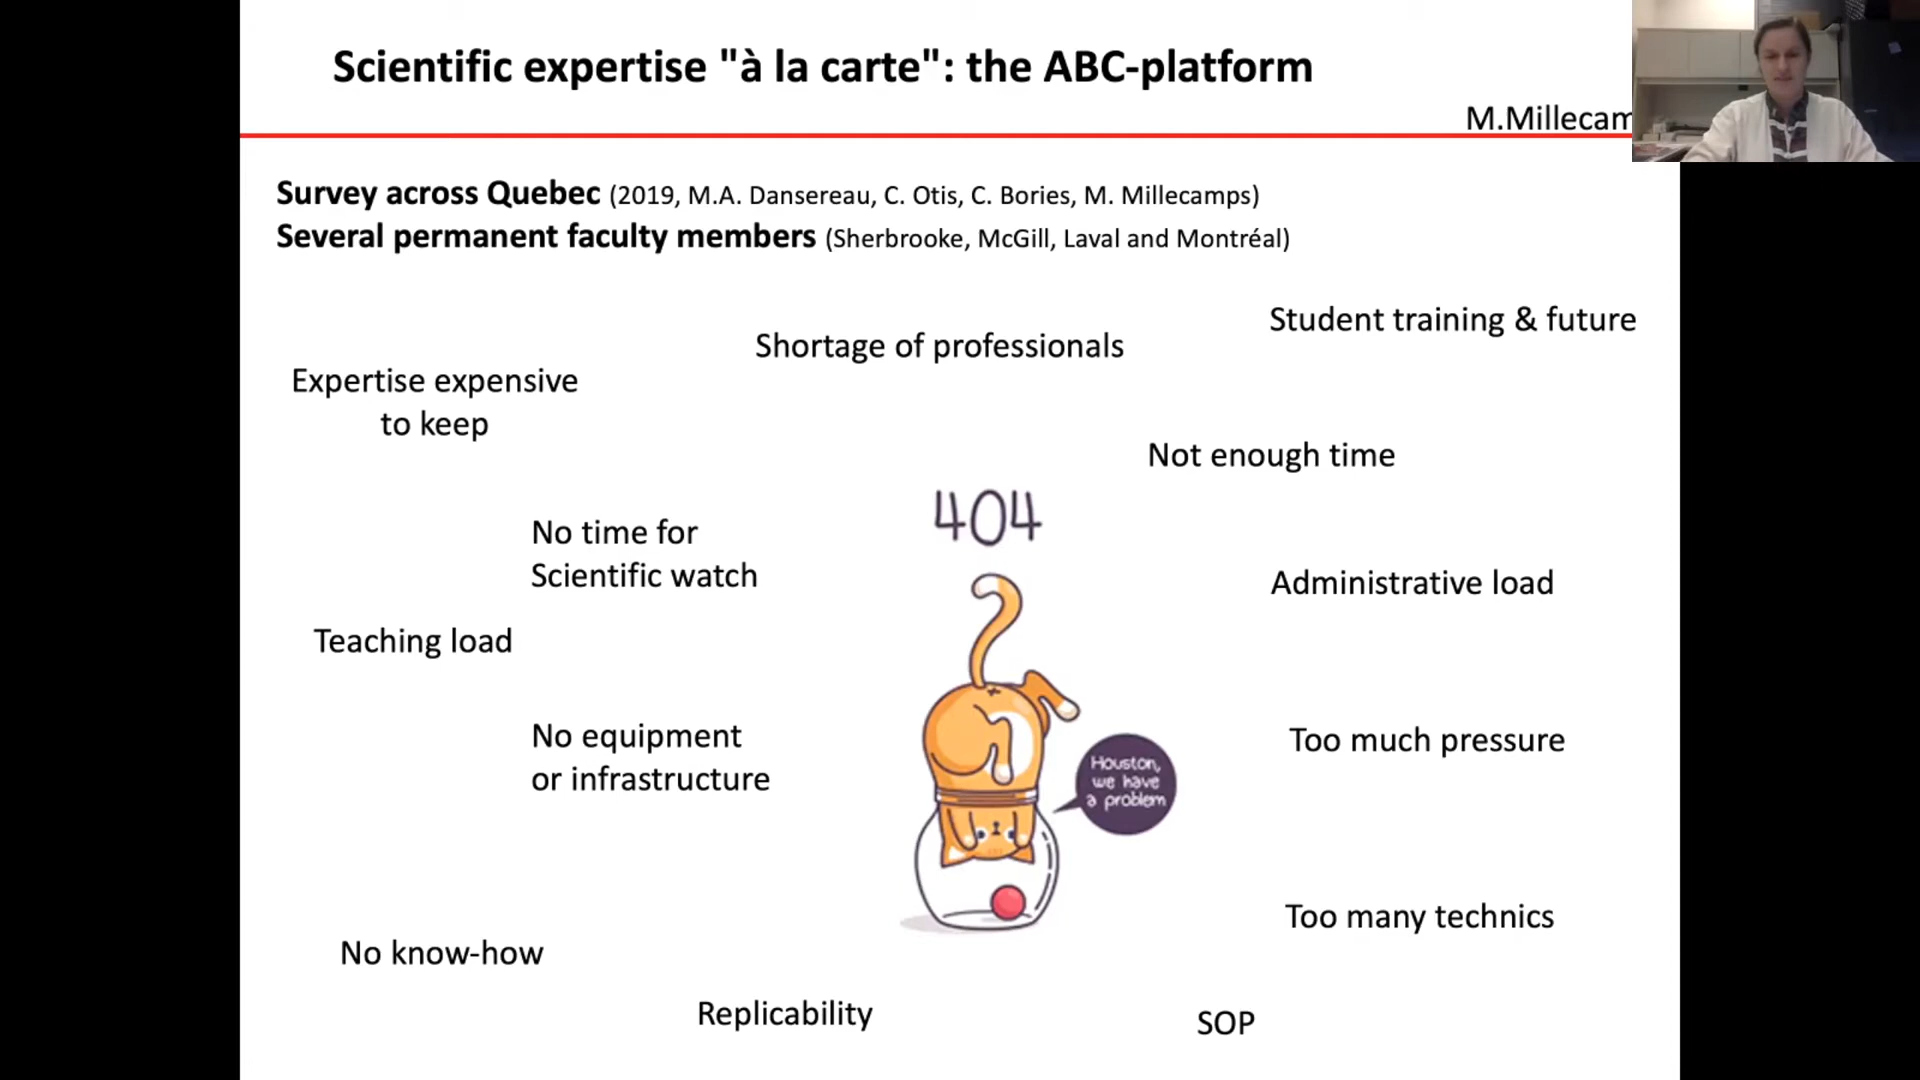 Scientific expertise "à la carte": the ABC-platform
M.Millecam
Survey across Quebec (2019, M.A. Dansereau, C. Otis, C. Bories, M. Millecamps)
Several permanent faculty members (Sherbrooke, McGill, Laval and Montréal)
Student training & future
Shortage of professionals
Expertise expensive
to keep
Not enough time
404
No time for
Scientific watch
Administrative load
Teaching load
No equipment
or infrastructure
Too much pressure
Houston,
we have
a problem
Too many technics
No know-how
Replicability
SOP